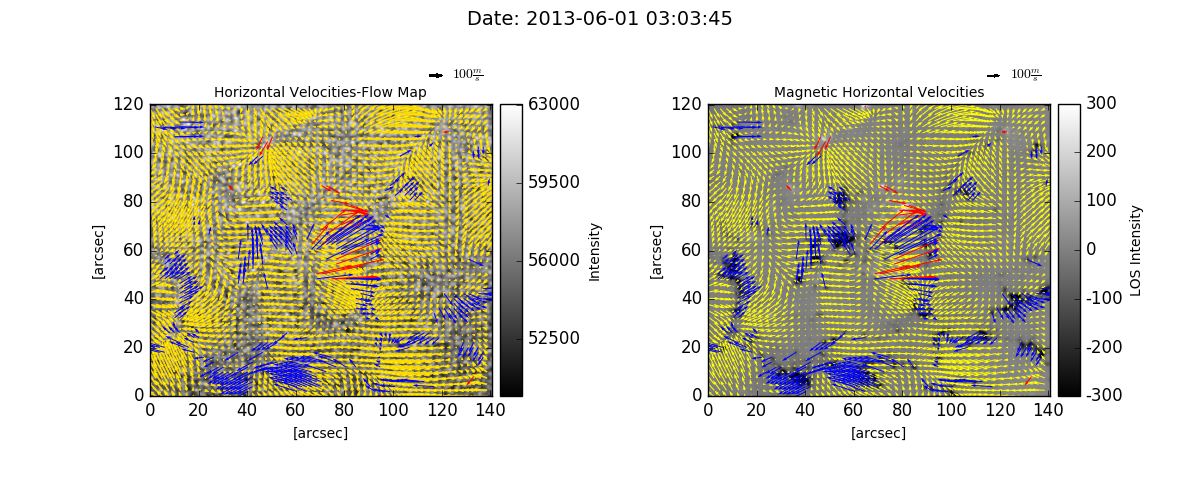 Date: 2013-06-01 03:03:45
100 m/s
100 m/s
Horizontal Velocities-Flow Map
Magnetic Horizontal Velocities
120
100
80
60
40
20
0
[arcsec]
0 20 40 60 80 100 120 140
[arcsec]
63000
59500
56000
52500
Intensity
120
100
80
60
40
20
0
[arcsec]
0 20 40 60 80 100 120 140
[arcsec]
300
200
100
0
-100
-200
-300
LOS Intensity